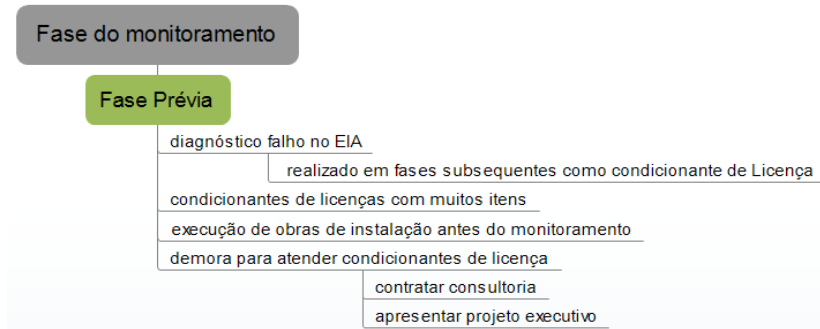 Fase do monitoramento
Fase Prévia
diagnóstico falho no EIA
realizado em fases subsequentes como condicionante de Licença
condicionantes de licenças com muitos itens
execução de obras de instalação antes do monitoramento
demora para atender condicionantes de licença
contratar consultoria
apresentar projeto executivo